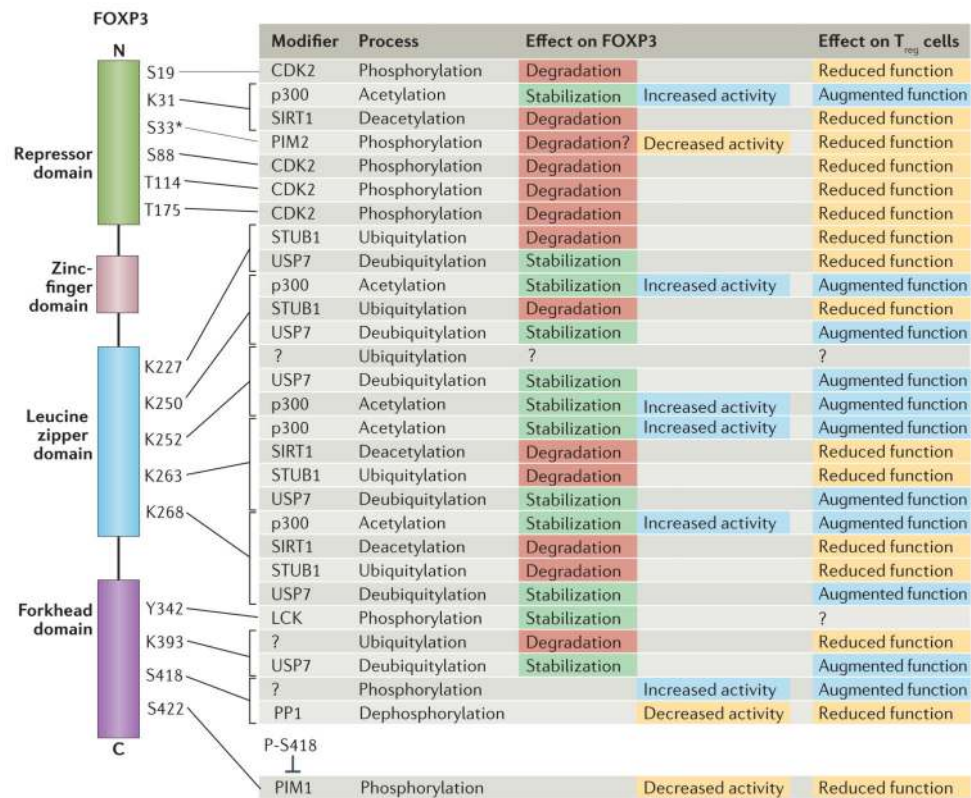 FOXP3
N
Modifier Process Effect on FOXP3 Effect on Treg cells
S19 CDK2 Phosphorylation Degradation Reduced function
K31 p300 Acetylation Stabilization Increased activity Augmented function
SIRT1 Deacetylation Degradation Reduced function
S33* PIM2 Phosphorylation Degradation? Decreased activity Reduced function
Repressor domain
S88 CDK2 Phosphorylation Degradation Reduced function
T114 CDK2 Phosphorylation Degradation Reduced function
T175 CDK2 Phosphorylation Degradation Reduced function
STUB1 Ubiquitylation Degradation Reduced function
USP7 Deubiquitylation Stabilization Reduced function
Zinc-
finger
domain
p300 Acetylation Stabilization Increased activity Augmented function
STUB1 Ubiquitylation Degradation Reduced function
USP7 Deubiquitylation Stabilization Augmented function
K227 ? Ubiquitylation ? ?
USP7 Deubiquitylation Stabilization Augmented function
K250 p300 Acetylation Stabilization Increased activity Augmented function
Leucine
zipper
domain
K252 p300 Acetylation Stabilization Increased activity Augmented function
SIRT1 Deacetylation Degradation Reduced function
K263 STUB1 Ubiquitylation Degradation Reduced function
USP7 Deubiquitylation Stabilization Augmented function
K268 p300 Acetylation Stabilization Increased activity Augmented function
SIRT1 Deacetylation Degradation Reduced function
STUB1 Ubiquitylation Degradation Reduced function
USP7 Deubiquitylation Stabilization Augmented function
Forkhead
domain
Y342 LCK Phosphorylation Stabilization ?
K393 ? Ubiquitylation Degradation Reduced function
USP7 Deubiquitylation Stabilization Augmented function
S418 ? Phosphorylation Increased activity Augmented function
S422 PP1 Dephosphorylation Decreased activity Reduced function
C
P-S418
PIM1 Phosphorylation Decreased activity Reduced function